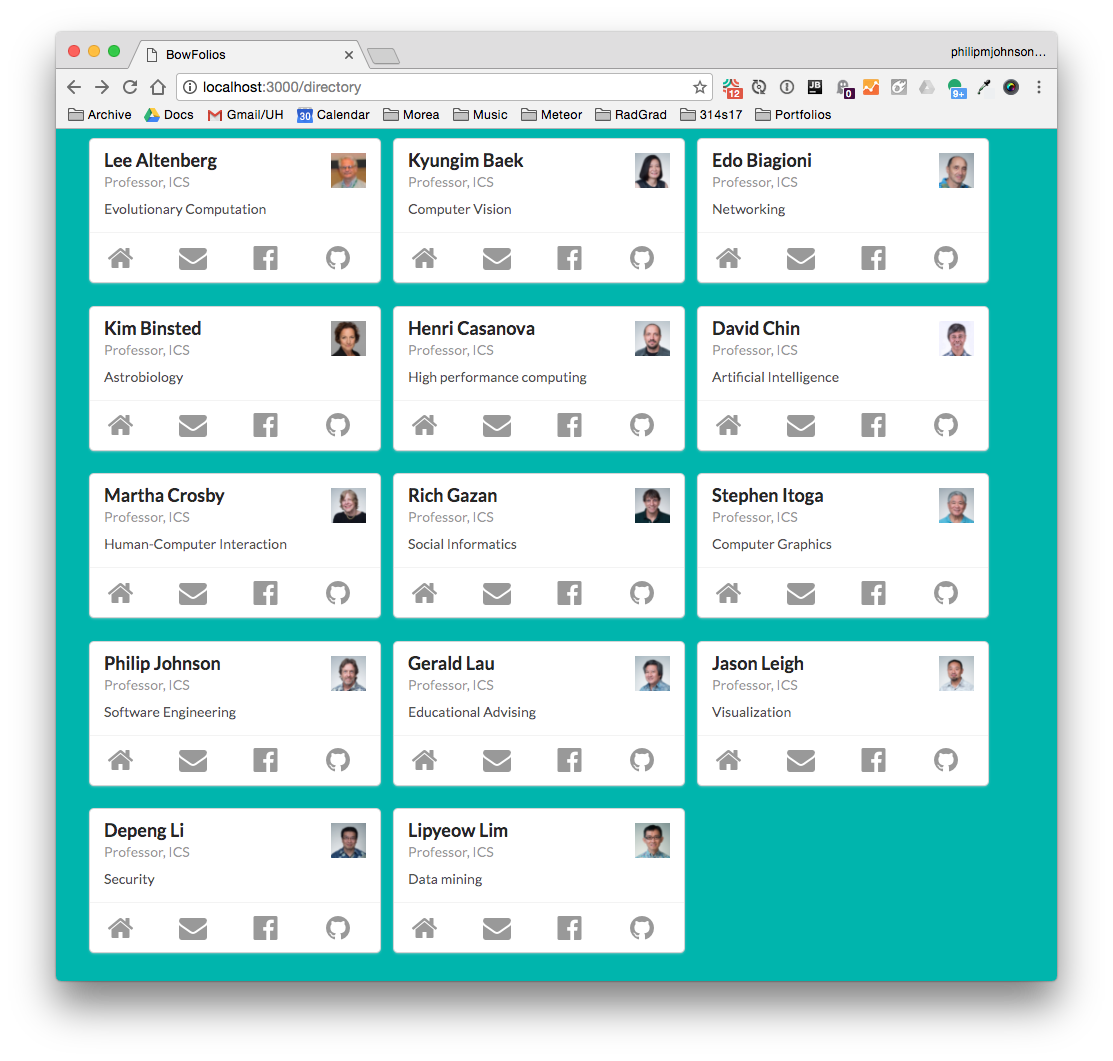 BowFolios
philipmjohnson...
localhost:3000/directory
12
JB
0
9+
Archive
Docs
Gmail/UH
30
Calendar
Morea
Music
Meteor
RadGrad
314s17
Portfolios
Lee Altenberg
Professor, ICS
Evolutionary Computation
Kyungim Baek
Professor, ICS
Computer Vision
Edo Biagioni
Professor, ICS
Networking
Kim Binsted
Professor, ICS
Astrobiology
Henri Casanova
Professor, ICS
High performance computing
David Chin
Professor, ICS
Artificial Intelligence
Martha Crosby
Professor, ICS
Human-Computer Interaction
Rich Gazan
Professor, ICS
Social Informatics
Stephen Itoga
Professor, ICS
Computer Graphics
Philip Johnson
Professor, ICS
Software Engineering
Gerald Lau
Professor, ICS
Educational Advising
Jason Leigh
Professor, ICS
Visualization
Depeng Li
Professor, ICS
Security
Lipyeow Lim
Professor, ICS
Data mining